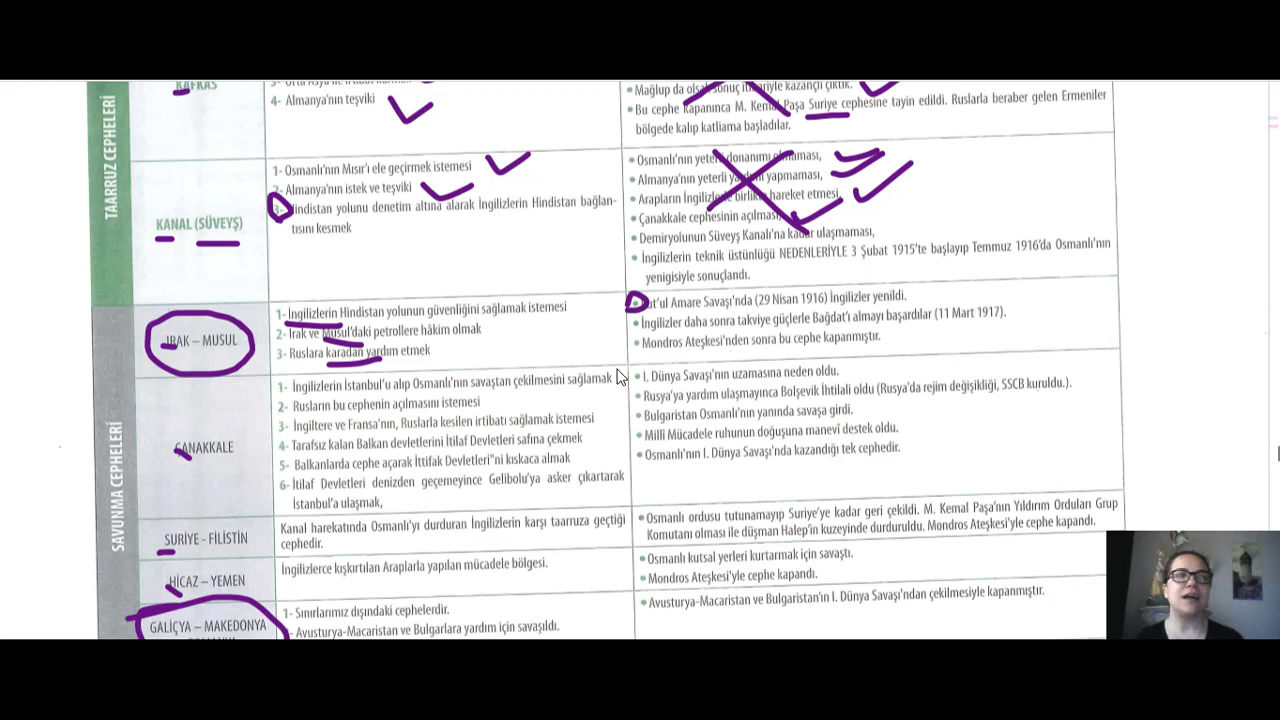 TAARRUZ CEPHELERİ
KAFKAS
4- Almanya'nın teşviki
Mağlup da olsak sonuç itibariyle kazançlı çıktık.
• Bu cephe kapanınca M. Kemal Paşa Suriye cephesine tayin edildi. Ruslarla beraber gelen Ermeniler
bölgede kalıp katliama başladılar.
KANAL (SÜVEYŞ)
1- Osmanlı'nın Mısır'ı ele geçirmek istemesi
2- Almanya'nın istek ve teşviki
3- Hindistan yolunu denetim altına alarak İngilizlerin Hindistan bağlan-
tısını kesmek
• Osmanlı'nın yeterli donanımı olmaması,
• Almanya'nın yeterli yardımı yapmaması,
• Arapların İngilizlerle birlikte hareket etmesi,
• Çanakkale cephesinin açılması,
• Demiryolunun Süveyş Kanalı'na kadar ulaşmaması,
• İngilizlerin teknik üstünlüğü NEDENLERİYLE 3 Şubat 1915'te başlayıp Temmuz 1916'da Osmanlı'nın
yenigisiyle sonuçlandı.
SAVUNMA CEPHELERİ
IRAK – MUSUL
1- İngilizlerin Hindistan yolunun güvenliğini sağlamak istemesi
2- Irak ve Musul'daki petrollere hâkim olmak
3- Ruslara karadan yardım etmek
Kut'ul Amare Savaşı'nda (29 Nisan 1916) İngilizler yenildi.
• İngilizler daha sonra takviye güçlerle Bağdat'ı almayı başardılar (11 Mart 1917).
• Mondros Ateşkesi'nden sonra bu cephe kapanmıştır.
ÇANAKKALE
1- İngilizlerin İstanbul'u alıp Osmanlı'nın savaştan çekilmesini sağlamak
2- Rusların bu cephenin açılmasını istemesi
3- İngiltere ve Fransa'nın, Ruslarla kesilen irtibatı sağlamak istemesi
4- Tarafsız kalan Balkan devletlerini İtilaf Devletleri safına çekmek
5- Balkanlarda cephe açarak İttifak Devletleri"ni kıskaca almak
6- İtilaf Devletleri denizden geçemeyince Gelibolu'ya asker çıkartarak
İstanbul'a ulaşmak,
• I. Dünya Savaşı'nın uzamasına neden oldu.
• Rusya'ya yardım ulaşmayınca Bolşevik İhtilali oldu (Rusya'da rejim değişikliği, SSCB kuruldu.).
• Bulgaristan Osmanlı'nın yanında savaşa girdi.
• Millî Mücadele ruhunun doğuşuna manevî destek oldu.
• Osmanlı'nın I. Dünya Savaşı'nda kazandığı tek cephedir.
SURİYE - FİLİSTİN
Kanal harekatında Osmanlı'yı durduran İngilizlerin karşı taarruza geçtiği
cephedir.
• Osmanlı ordusu tutunamayıp Suriye'ye kadar geri çekildi. M. Kemal Paşa'nın Yıldırım Orduları Grup
Komutanı olması ile düşman Halep'in kuzeyinde durduruldu. Mondros Ateşkesi'yle cephe kapandı.
HİCAZ – YEMEN
İngilizlerce kışkırtılan Araplarla yapılan mücadele bölgesi.
• Osmanlı kutsal yerleri kurtarmak için savaştı.
• Mondros Ateşkesi'yle cephe kapandı.
GALİÇYA – MAKEDONYA
1- Sınırlarımız dışındaki cephelerdir.
- Avusturya-Macaristan ve Bulgarlara yardım için savaşıldı.
• Avusturya-Macaristan ve Bulgaristan'ın I. Dünya Savaşı'ndan çekilmesiyle kapanmıştır.